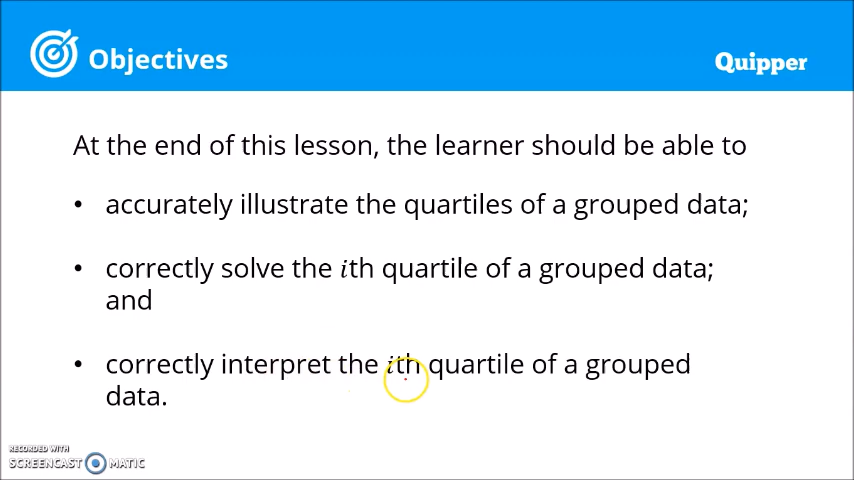 Objectives
Quipper
At the end of this lesson, the learner should be able to
• accurately illustrate the quartiles of a grouped data;
• correctly solve the ith quartile of a grouped data;
and
• correctly interpret the ith quartile of a grouped
data.
RECORDED WITH
SCREENCAST MATIC